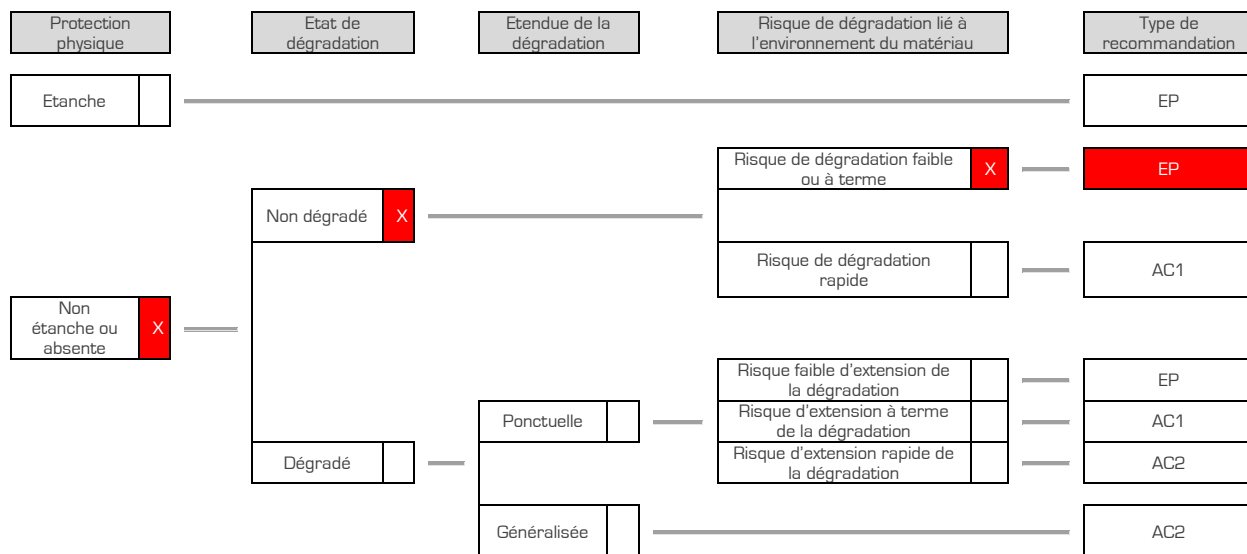 Protection
physique
Etat de
dégradation
Etendue de la
dégradation
Risque de dégradation lié à
l'environnement du matériau
Type de
recommandation
Etanche
EP
Risque de dégradation faible
ou à terme
X
EP
Non dégradé
X
Risque de dégradation
rapide
AC1
Non
étanche ou
absente
X
Risque faible d'extension de
la dégradation
EP
Ponctuelle
Risque d'extension à terme
de la dégradation
AC1
Dégradé
Risque d'extension rapide de
la dégradation
AC2
Généralisée
AC2